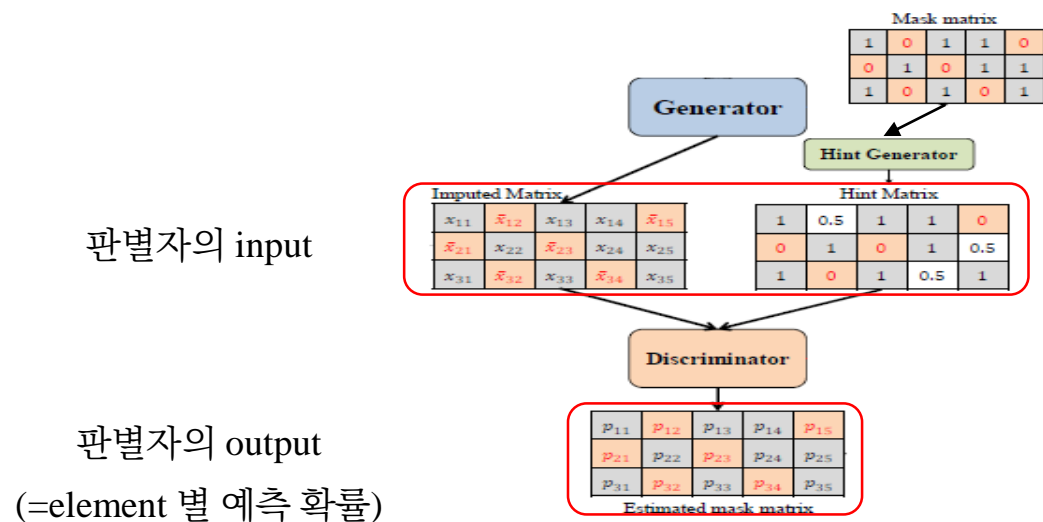 Mask matrix
1 0 1 1 0
0 1 0 1 1
1 0 1 0 1
Generator
Hint Generator
Imputed Matrix
x₁₁ x̄₁₂ x₁₃ x₁₄ x̄₁₅
x̄₂₁ x₂₂ x̄₂₃ x₂₄ x₂₅
x₃₁ x̄₃₂ x₃₃ x̄₃₄ x₃₅
Hint Matrix
1 0.5 1 1 0
0 1 0 1 0.5
1 0 1 0.5 1
판별자의 input
Discriminator
판별자의 output
(=element 별 예측 확률)
p₁₁ p₁₂ p₁₃ p₁₄ p₁₅
p₂₁ p₂₂ p₂₃ p₂₄ p₂₅
p₃₁ p₃₂ p₃₃ p₃₄ p₃₅
Estimated mask matrix